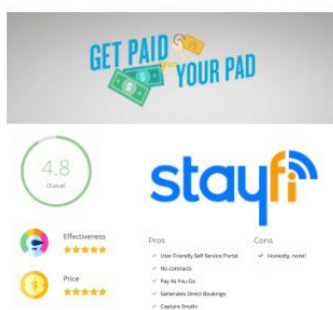 GET PAID
for
YOUR PAD
4.8
Overall
stayfi
Effectiveness
Price
Pros
User Friendly Self Service Portal
No contracts
Pay As You Go
Generates Direct Bookings
Capture Emails
Cons
Honestly, none!